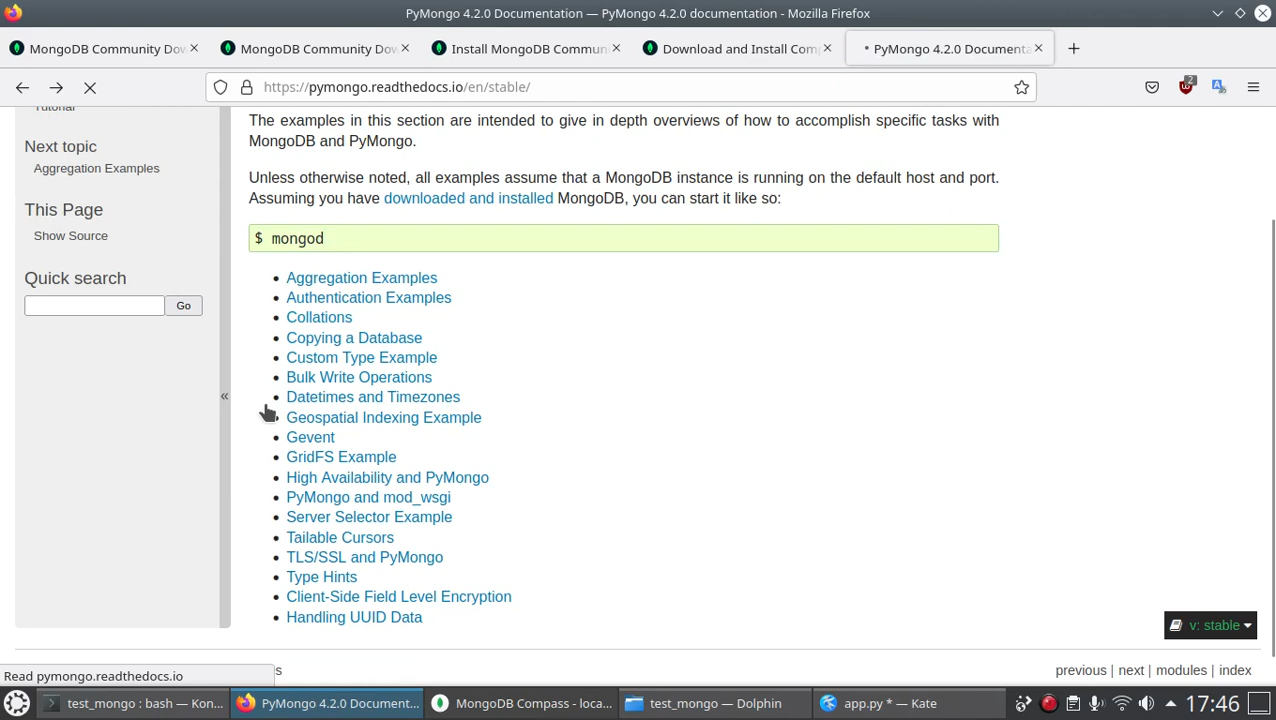 PyMongo 4.2.0 Documentation — PyMongo 4.2.0 documentation - Mozilla Firefox
MongoDB Community Dow
MongoDB Community Dow
Install MongoDB Commun
Download and Install Com
PyMongo 4.2.0 Documenta
https://pymongo.readthedocs.io/en/stable/
2
Tutorial
Next topic
Aggregation Examples
This Page
Show Source
Quick search
Go
«
The examples in this section are intended to give in depth overviews of how to accomplish specific tasks with
MongoDB and PyMongo.
Unless otherwise noted, all examples assume that a MongoDB instance is running on the default host and port.
Assuming you have downloaded and installed MongoDB, you can start it like so:
$ mongod
Aggregation Examples
Authentication Examples
Collations
Copying a Database
Custom Type Example
Bulk Write Operations
Datetimes and Timezones
Geospatial Indexing Example
Gevent
GridFS Example
High Availability and PyMongo
PyMongo and mod_wsgi
Server Selector Example
Tailable Cursors
TLS/SSL and PyMongo
Type Hints
Client-Side Field Level Encryption
Handling UUID Data
v: stable
s
previous | next | modules | index
Read pymongo.readthedocs.io
test_mongo : bash — Kon...
PyMongo 4.2.0 Document...
MongoDB Compass - loca...
test_mongo — Dolphin
app.py * — Kate
17:46